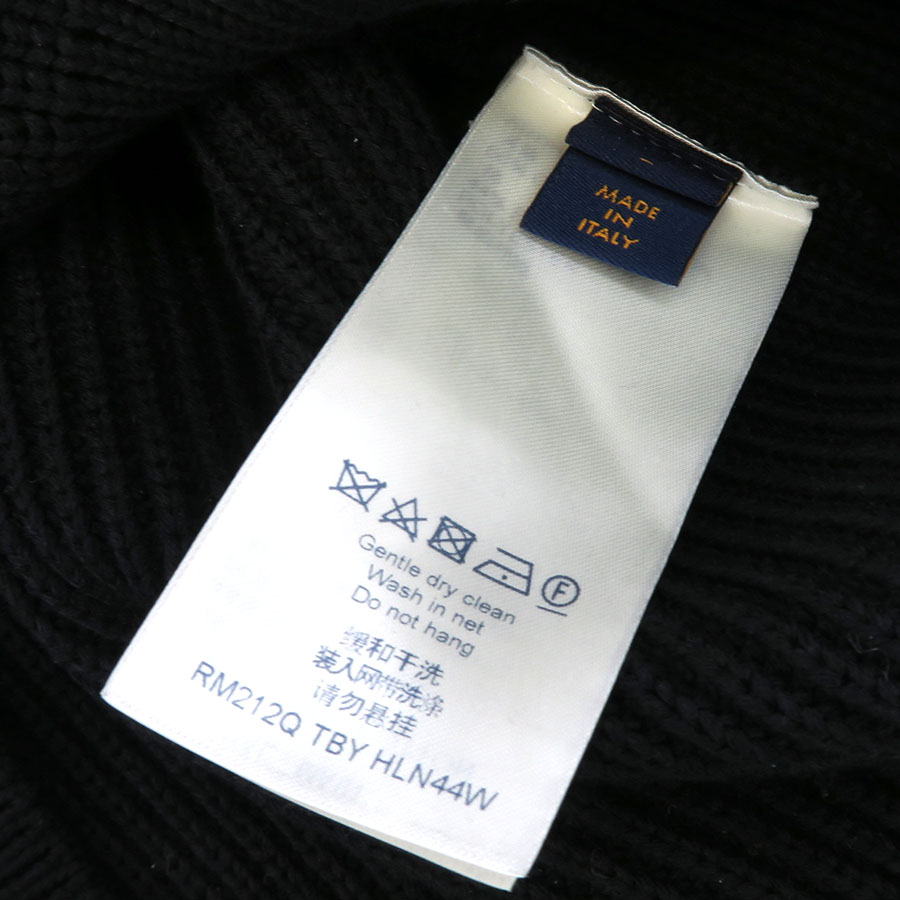 MADE
IN
ITALY
F
Gentle dry clean
Wash in net
Do not hang
缓和干洗
装入网带洗涤
请勿悬挂
RM212Q TBY HLN44W